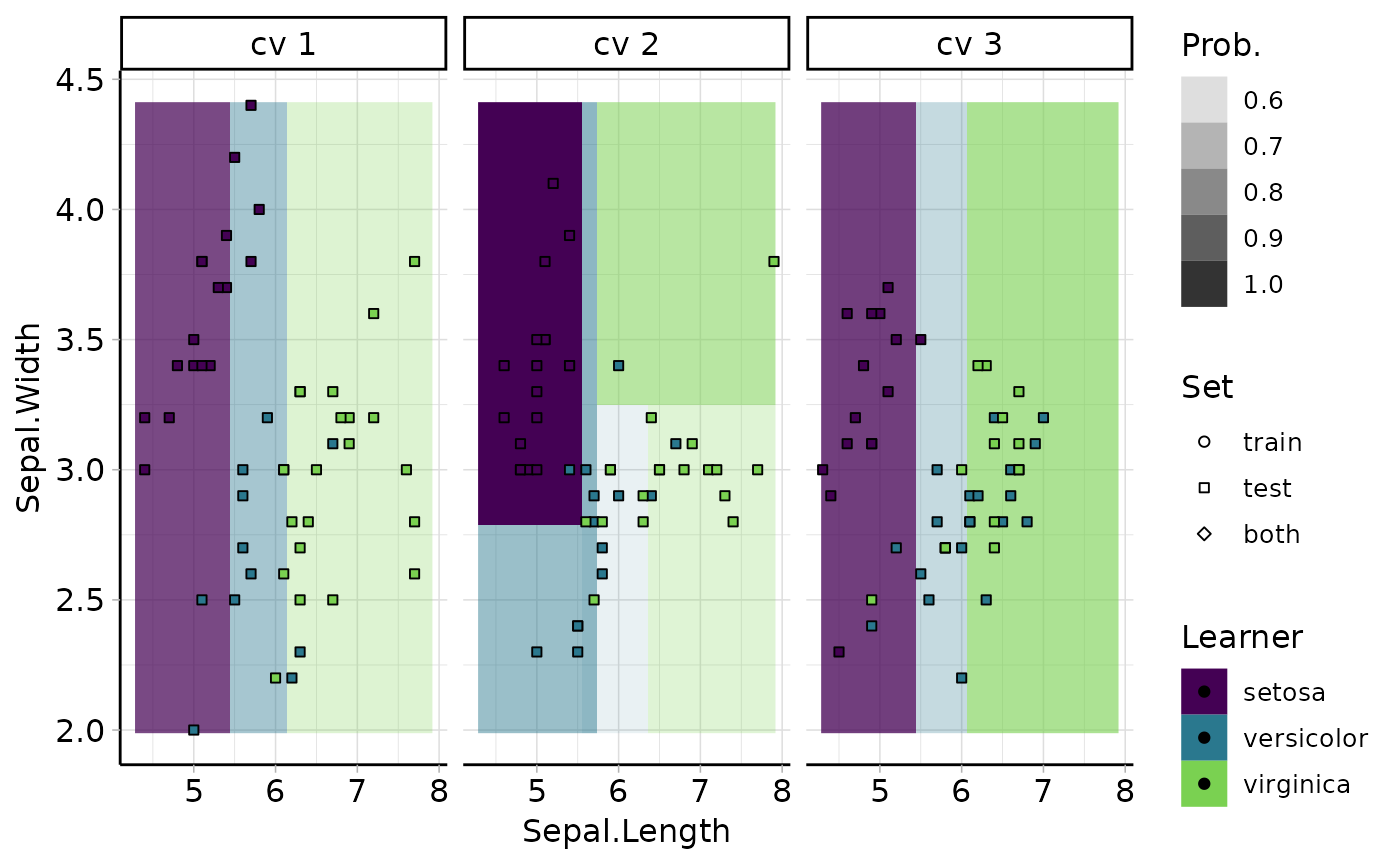 cv 1 cv 2 cv 3
4.5
4.0
3.5
3.0
2.5
2.0
Sepal.Width
5 6 7 8 5 6 7 8 5 6 7 8
Sepal.Length
Prob.
0.6
0.7
0.8
0.9
1.0
Set
train
test
both
Learner
setosa
versicolor
virginica